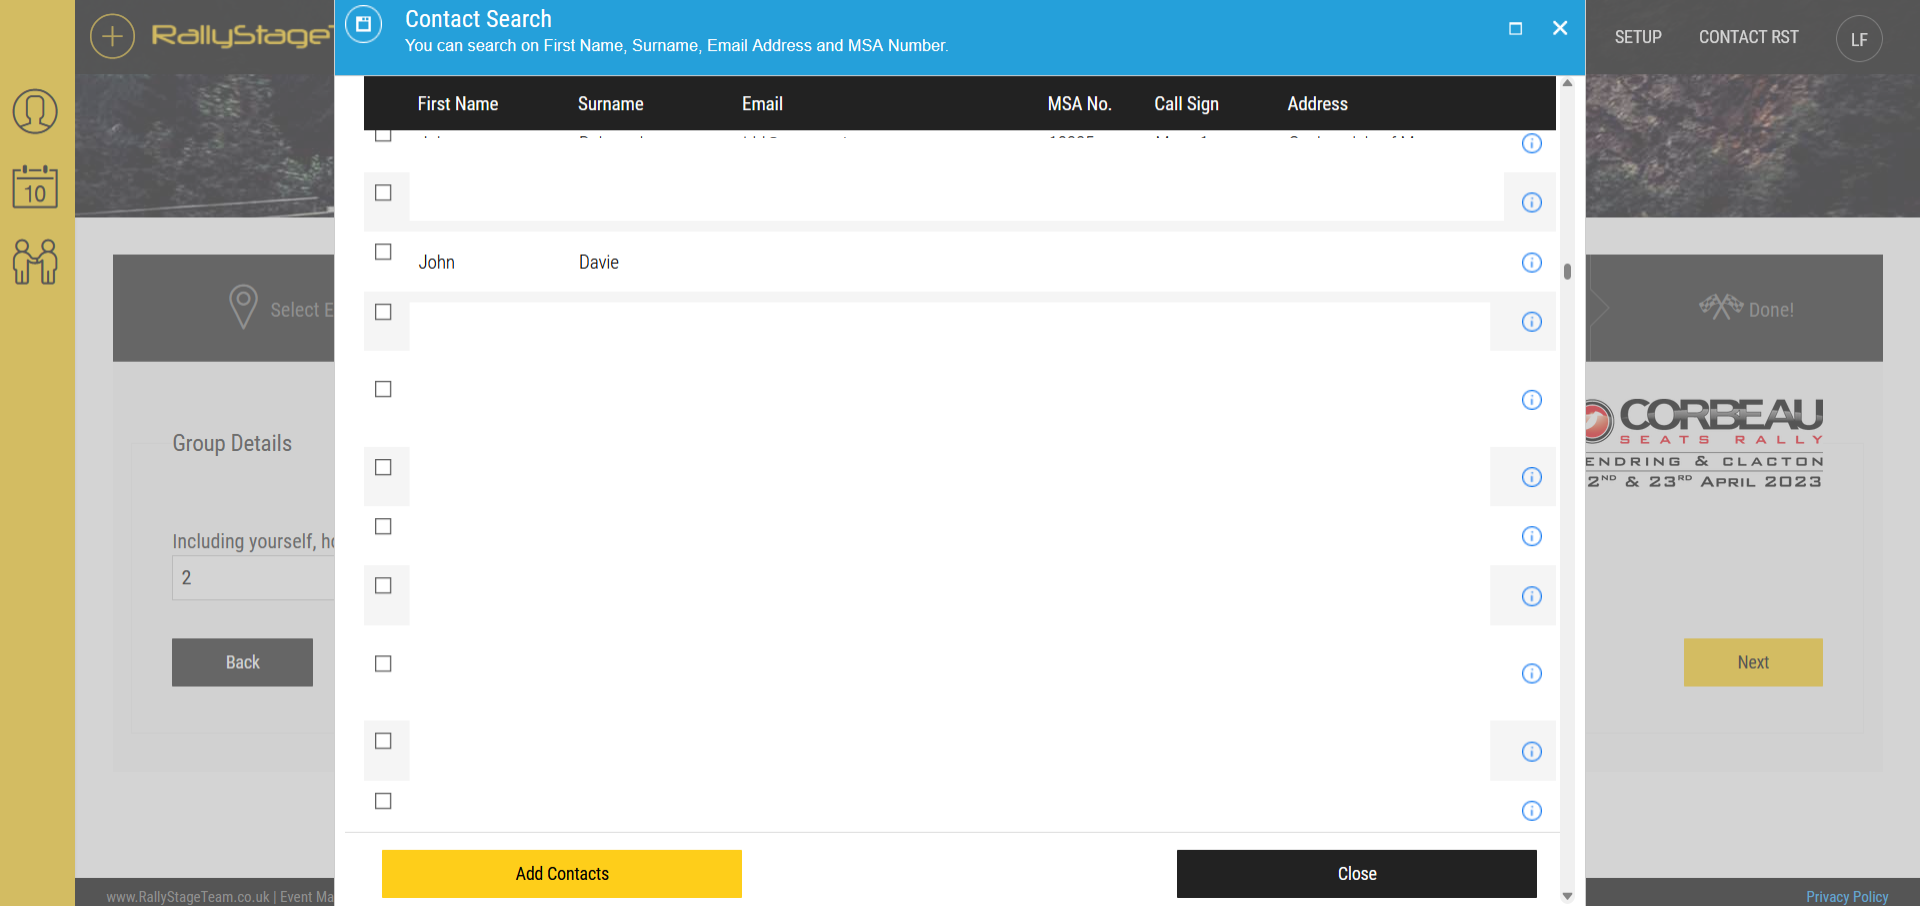 RallyStage
Contact Search
You can search on First Name, Surname, Email Address and MSA Number.
SETUP
CONTACT RST
LF
10
First Name
Surname
Email
MSA No.
Call Sign
Address
John
Davie
Select E
Done!
CORBEAU
SEATS RALLY
ENDRING & CLACTON
2ND & 23RD APRIL 2023
Group Details
Including yourself, h
2
Back
Next
Add Contacts
Close
www.RallyStageTeam.co.uk | Event Ma
Privacy Policy